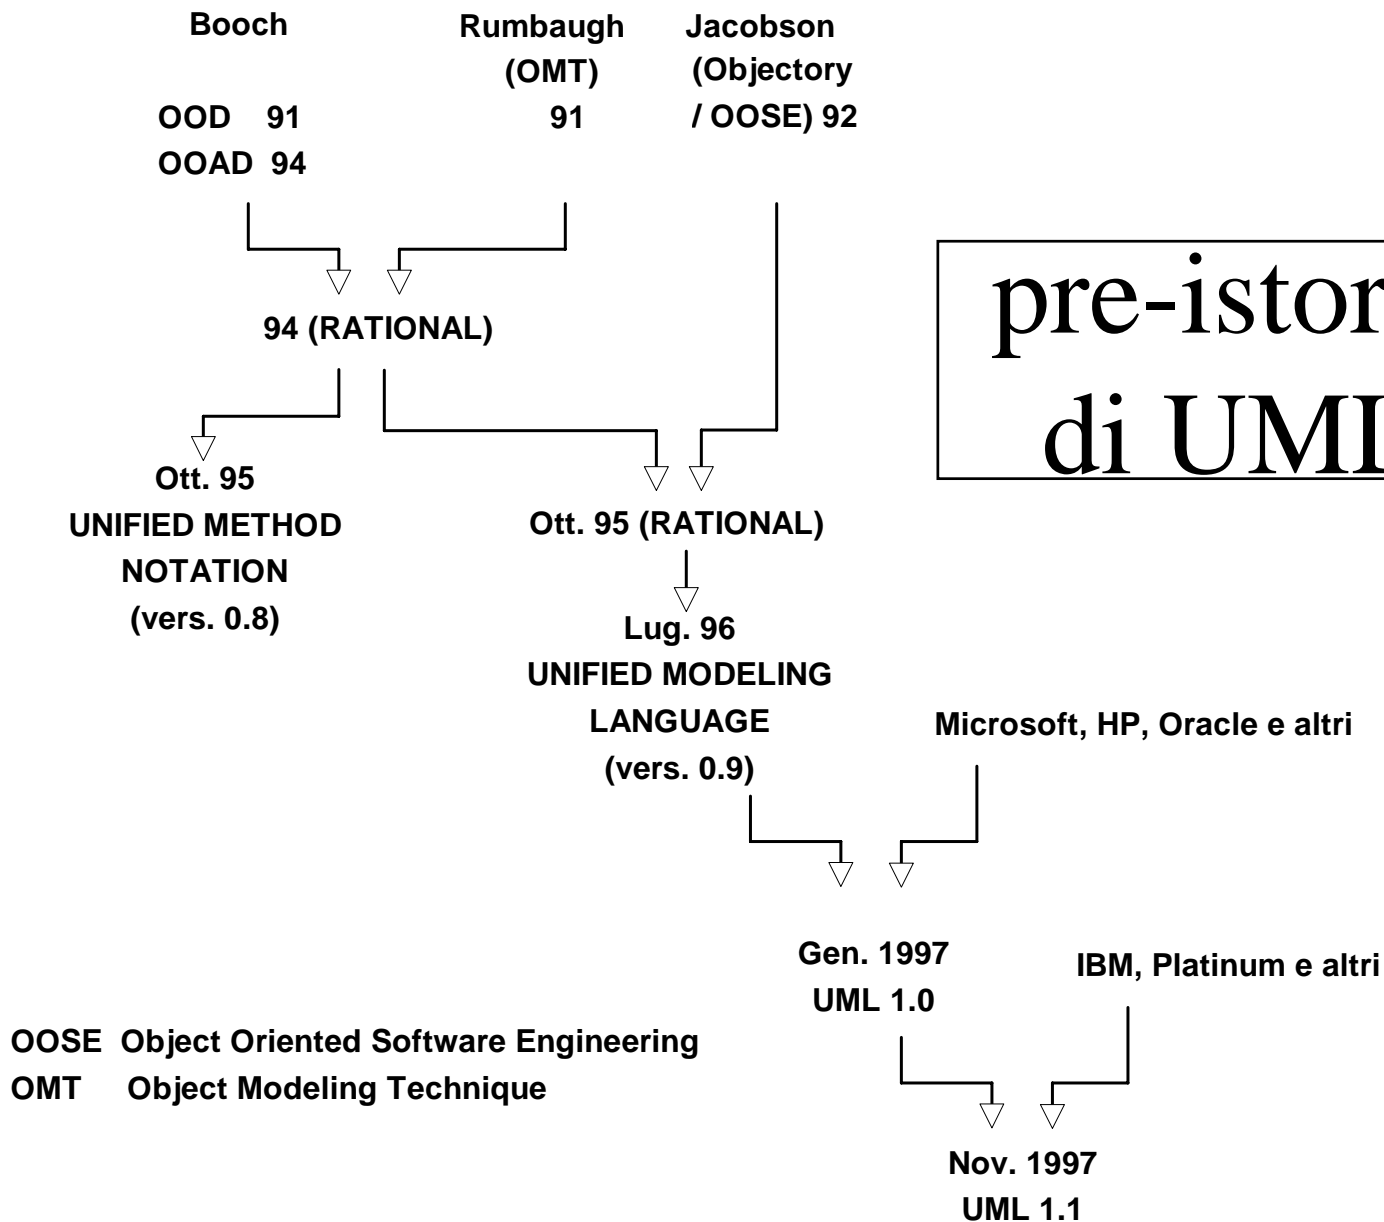 Booch
OOD 91
OOAD 94
Rumbaugh
(OMT)
91
Jacobson
(Objectory
/ OOSE) 92
pre-istor
di UML
94 (RATIONAL)
Ott. 95
UNIFIED METHOD
NOTATION
(vers. 0.8)
Ott. 95 (RATIONAL)
Lug. 96
UNIFIED MODELING
LANGUAGE
(vers. 0.9)
Microsoft, HP, Oracle e altri
Gen. 1997
UML 1.0
IBM, Platinum e altri
OOSE Object Oriented Software Engineering
OMT Object Modeling Technique
Nov. 1997
UML 1.1